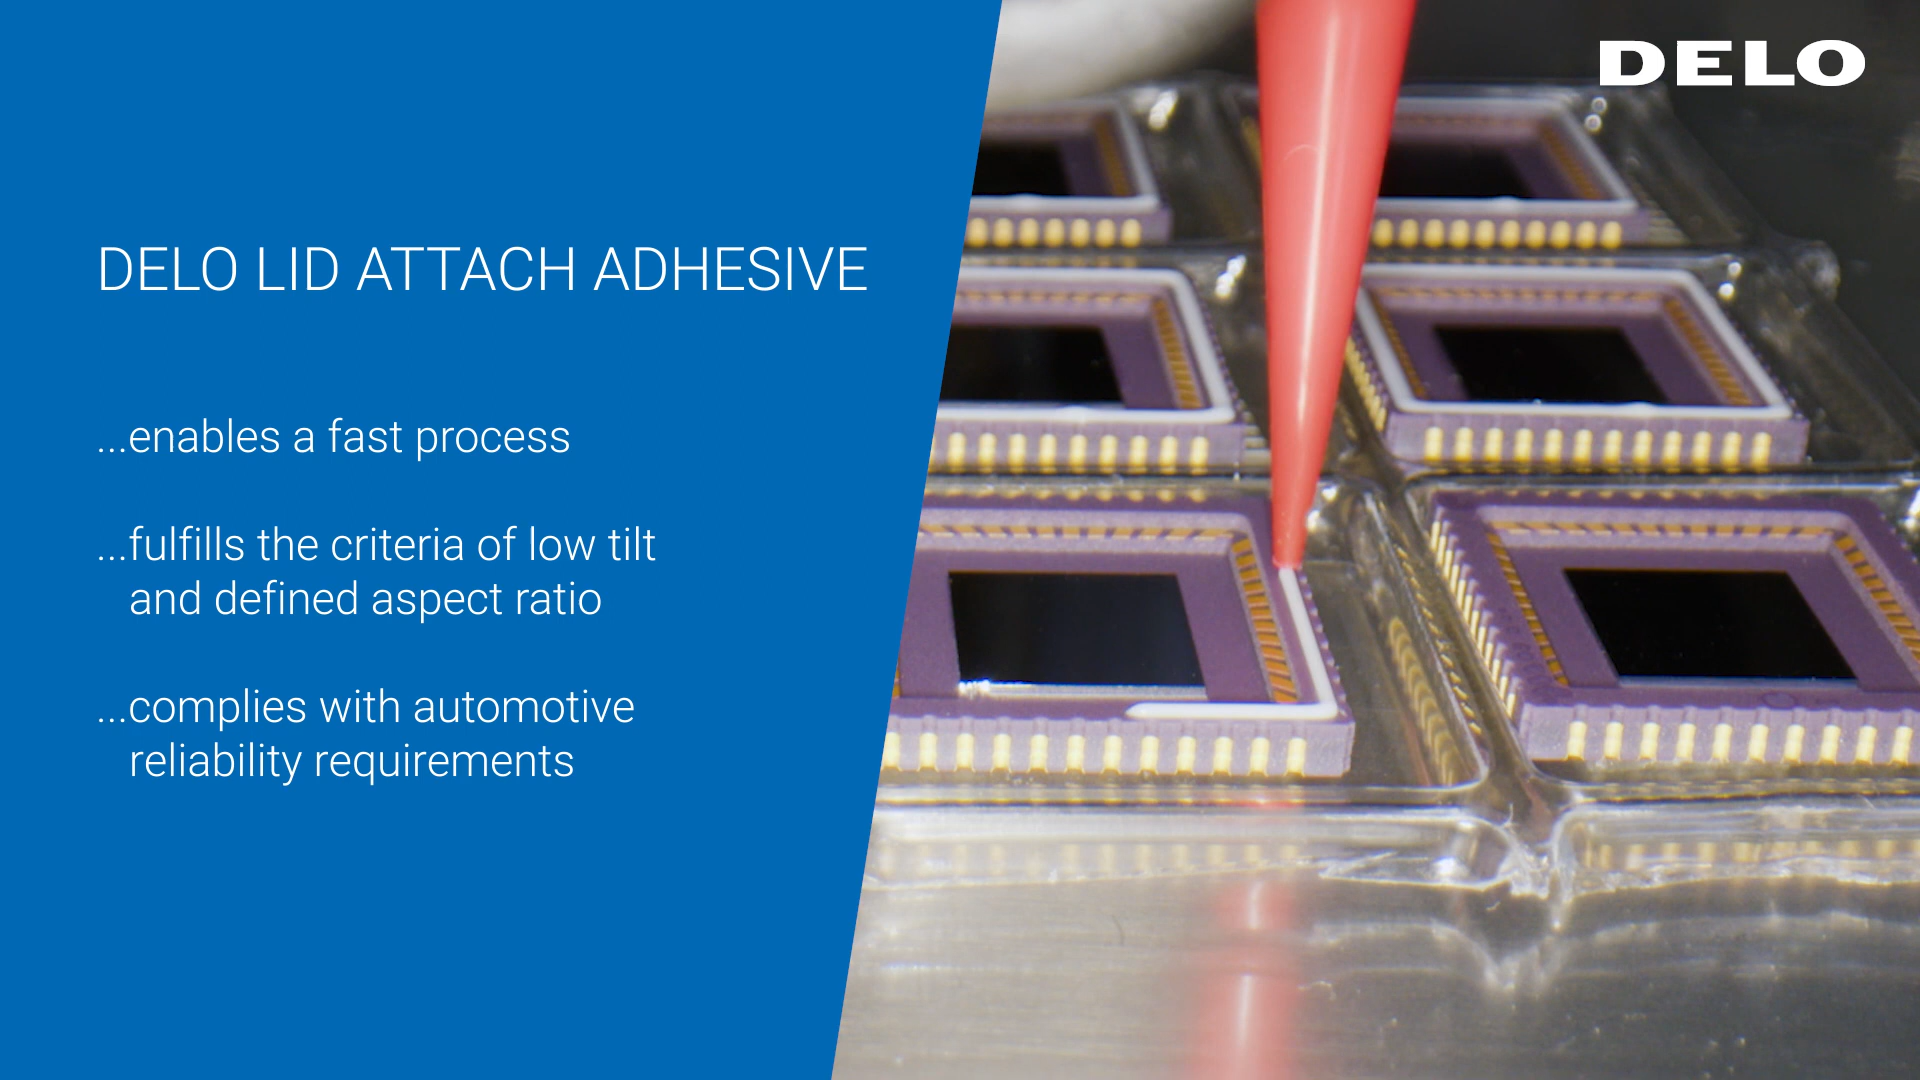 DELO
DELO LID ATTACH ADHESIVE
...enables a fast process
...fulfills the criteria of low tilt
and defined aspect ratio
...complies with automotive
reliability requirements